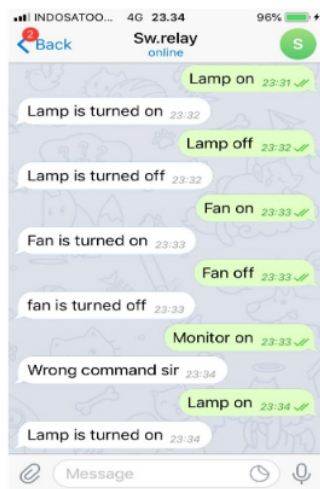 INDOSATOO... 4G 23.34 96%
2
Back Sw.relay S
online
Lamp on 23:31
Lamp is turned on 23:32
Lamp off 23:32
Lamp is turned off 23:32
Fan on 23:33
Fan is turned on 23:33
Fan off 23:33
fan is turned off 23:33
Monitor on 23:33
Wrong command sir 23:34
Lamp on 23:34
Lamp is turned on 23:34
Message